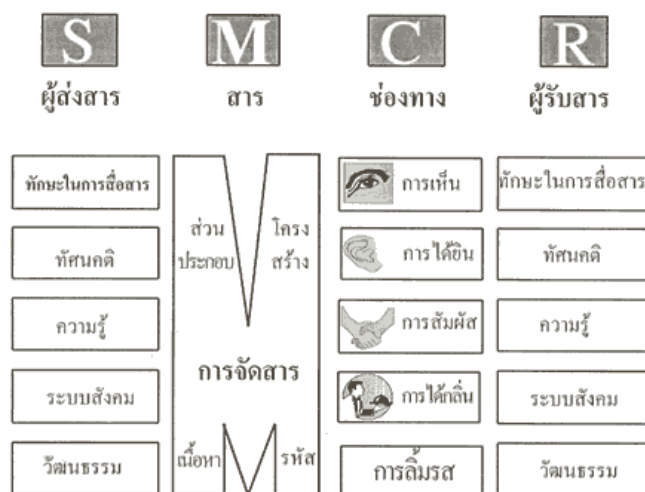 S M C R
ผู้ส่งสาร สาร ช่องทาง ผู้รับสาร
ทักษะในการสื่อสาร
ทัศนคติ
ความรู้
ระบบสังคม
วัฒนธรรม
ส่วน
ประกอบ
โครง
สร้าง
การจัดสาร
เนื้อหา
รหัส
การเห็น
การได้ยิน
การสัมผัส
การได้กลิ่น
การลิ้มรส
ทักษะในการสื่อสาร
ทัศนคติ
ความรู้
ระบบสังคม
วัฒนธรรม